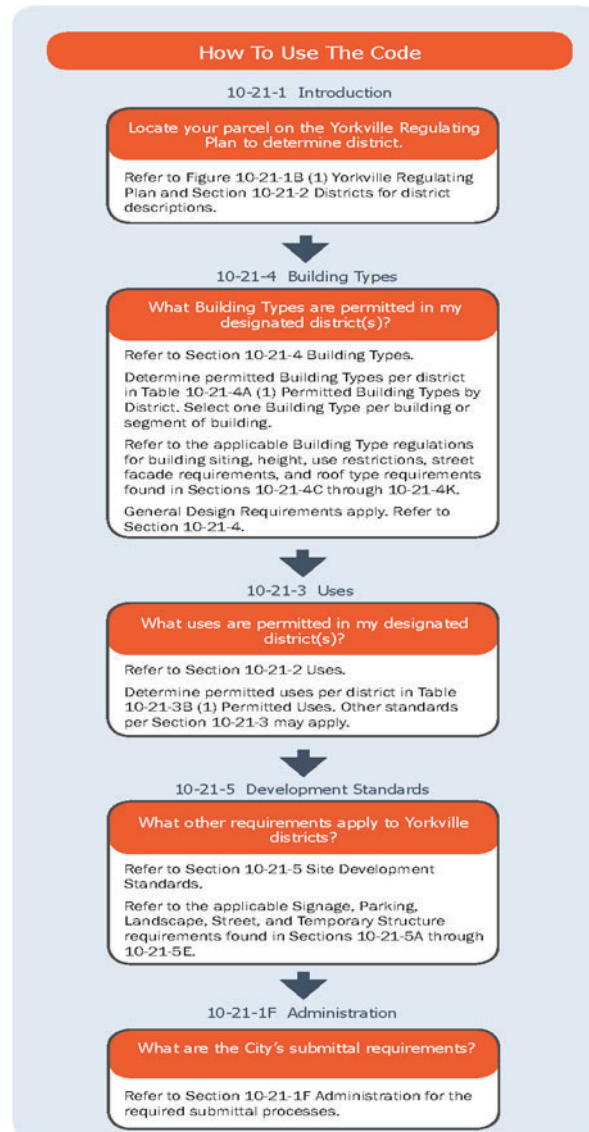 How To Use The Code
10-21-1 Introduction
Locate your parcel on the Yorkville Regulating
Plan to determine district.
Refer to Figure 10-21-1B (1) Yorkville Regulating
Plan and Section 10-21-2 Districts for district
descriptions.
10-21-4 Building Types
What Building Types are permitted in my
designated district(s)?
Refer to Section 10-21-4 Building Types.
Determine permitted Building Types per district
in Table 10-21-4A (1) Permitted Building Types by
District. Select one Building Type per building or
segment of building.
Refer to the applicable Building Type regulations
for building siting, height, use restrictions, street
facade requirements, and roof type requirements
found in Sections 10-21-4C through 10-21-4K.
General Design Requirements apply. Refer to
Section 10-21-4.
10-21-3 Uses
What uses are permitted in my designated
district(s)?
Refer to Section 10-21-2 Uses.
Determine permitted uses per district in Table
10-21-3B (1) Permitted Uses. Other standards
per Section 10-21-3 may apply.
10-21-5 Development Standards
What other requirements apply to Yorkville
districts?
Refer to Section 10-21-5 Site Development
Standards.
Refer to the applicable Signage, Parking,
Landscape, Street, and Temporary Structure
requirements found in Sections 10-21-5A through
10-21-5E.
10-21-1F Administration
What are the City's submittal requirements?
Refer to Section 10-21-1F Administration for the
required submittal processes.